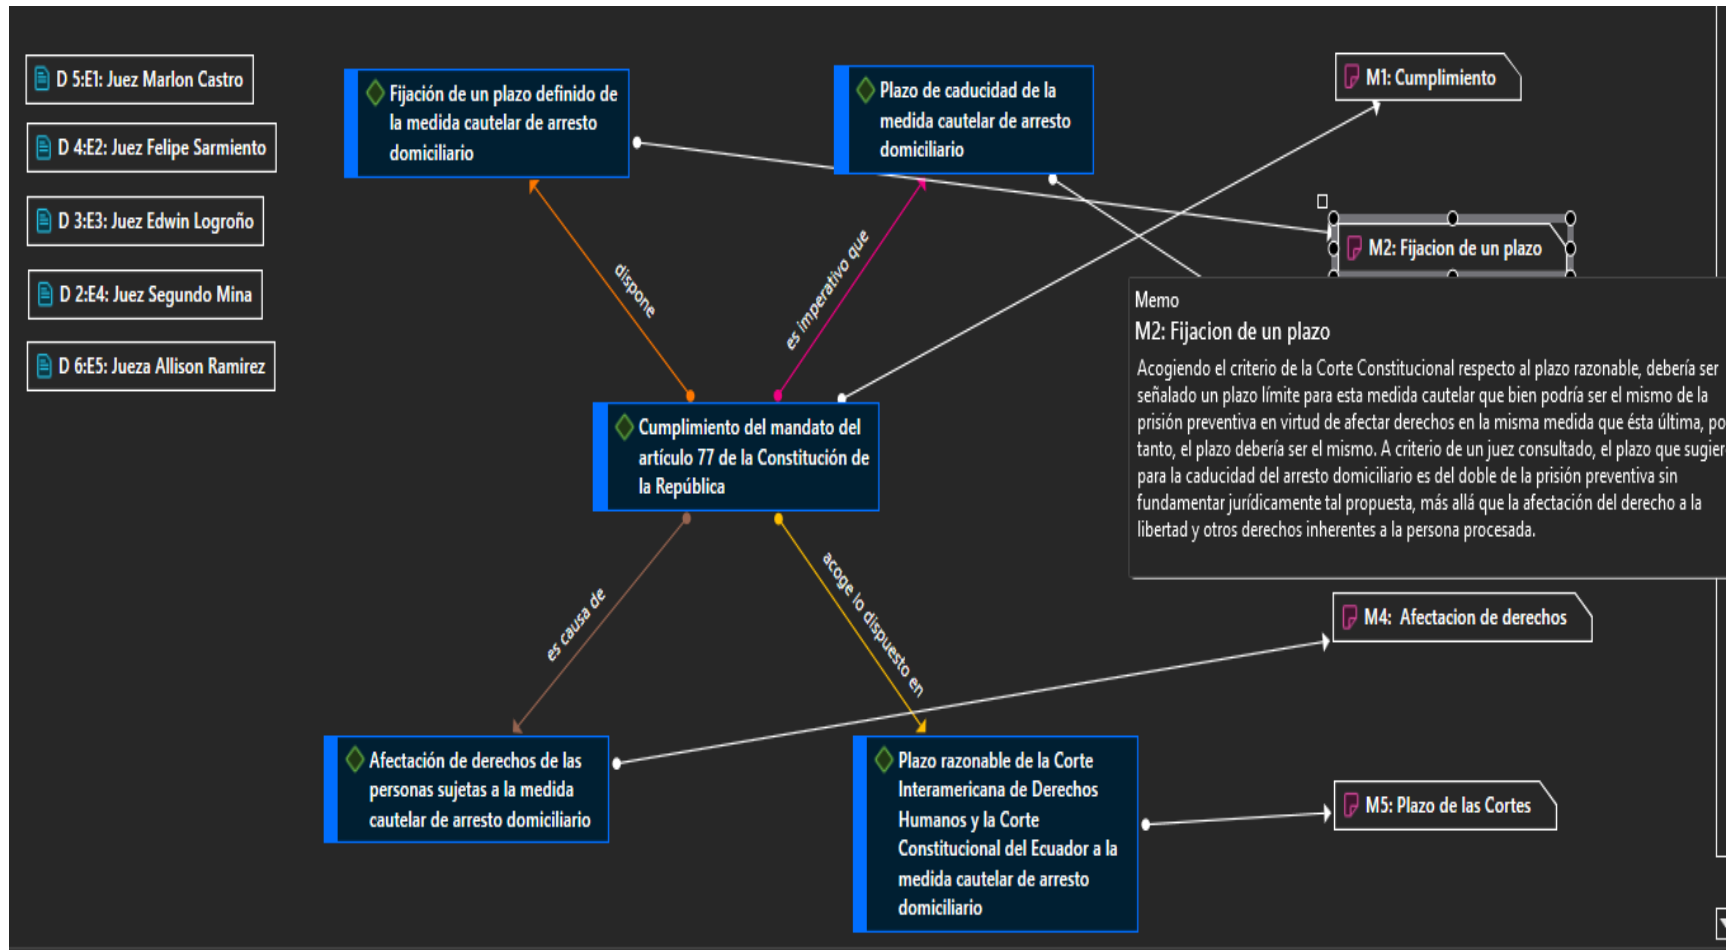 D 5:E1: Juez Marlon Castro
D 4:E2: Juez Felipe Sarmiento
D 3:E3: Juez Edwin Logroño
D 2:E4: Juez Segundo Mina
D 6:E5: Jueza Allison Ramirez
Fijación de un plazo definido de
la medida cautelar de arresto
domiciliario
Plazo de caducidad de la
medida cautelar de arresto
domiciliario
M1: Cumplimiento
M2: Fijacion de un plazo
dispone
es imperativo que
Memo
M2: Fijacion de un plazo
Acogiendo el criterio de la Corte Constitucional respecto al plazo razonable, debería ser
señalado un plazo límite para esta medida cautelar que bien podría ser el mismo de la
prisión preventiva en virtud de afectar derechos en la misma medida que ésta última, po
tanto, el plazo debería ser el mismo. A criterio de un juez consultado, el plazo que sugier
para la caducidad del arresto domiciliario es del doble de la prisión preventiva sin
fundamentar jurídicamente tal propuesta, más allá que la afectación del derecho a la
libertad y otros derechos inherentes a la persona procesada.
Cumplimiento del mandato del
artículo 77 de la Constitución de
la República
es causa de
acoge lo dispuesto en
M4: Afectacion de derechos
Afectación de derechos de las
personas sujetas a la medida
cautelar de arresto domiciliario
Plazo razonable de la Corte
Interamericana de Derechos
Humanos y la Corte
Constitucional del Ecuador a la
medida cautelar de arresto
domiciliario
M5: Plazo de las Cortes